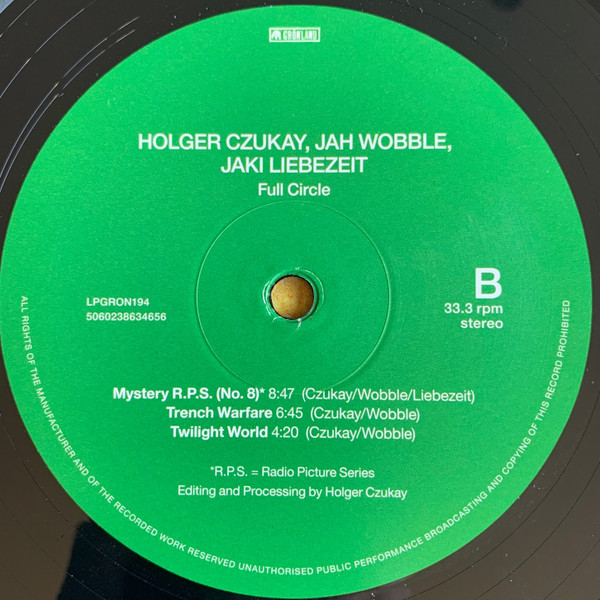 GRÖNLAND
HOLGER CZUKAY, JAH WOBBLE,
JAKI LIEBEZEIT
Full Circle
LPGRON194
5060238634656
B
33.3 rpm
stereo
Mystery R.P.S. (No. 8)* 8:47 (Czukay/Wobble/Liebezeit)
Trench Warfare 6:45 (Czukay/Wobble)
Twilight World 4:20 (Czukay/Wobble)
*R.P.S. = Radio Picture Series
Editing and Processing by Holger Czukay
ALL RIGHTS OF THE MANUFACTURER AND OF THE RECORDED WORK RESERVED UNAUTHORISED PUBLIC PERFORMANCE BROADCASTING AND COPYING OF THIS RECORD PROHIBITED